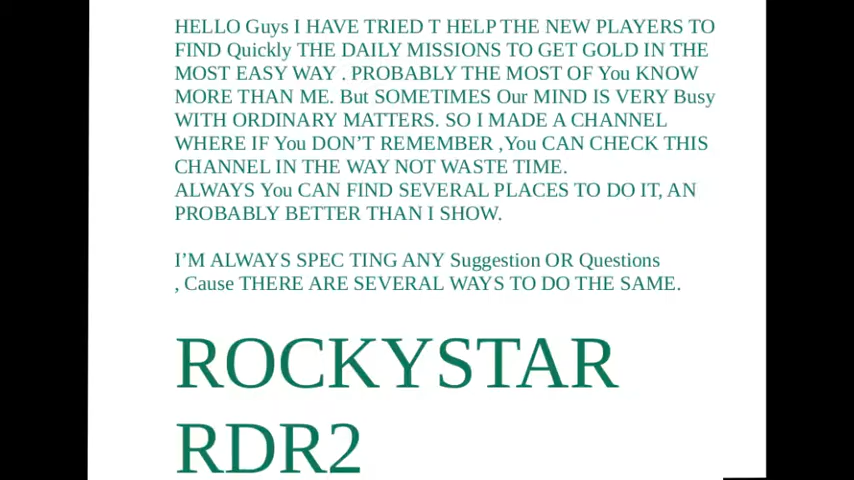 HELLO Guys I HAVE TRIED T HELP THE NEW PLAYERS TO
FIND Quickly THE DAILY MISSIONS TO GET GOLD IN THE
MOST EASY WAY . PROBABLY THE MOST OF You KNOW
MORE THAN ME. But SOMETIMES Our MIND IS VERY Busy
WITH ORDINARY MATTERS. SO I MADE A CHANNEL
WHERE IF You DON’T REMEMBER ,You CAN CHECK THIS
CHANNEL IN THE WAY NOT WASTE TIME.
ALWAYS You CAN FIND SEVERAL PLACES TO DO IT, AN
PROBABLY BETTER THAN I SHOW.
I’M ALWAYS SPEC TING ANY Suggestion OR Questions
, Cause THERE ARE SEVERAL WAYS TO DO THE SAME.
ROCKYSTAR
RDR2